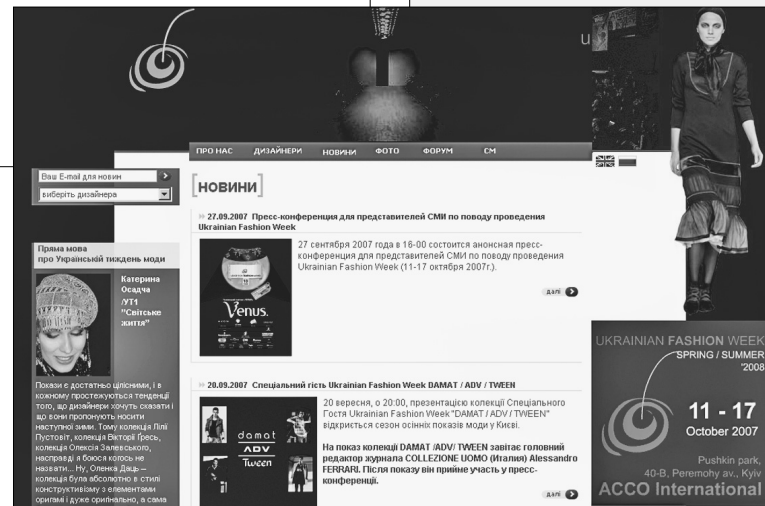 u
ПРО НАС ДИЗАЙНЕРИ НОВИНИ ФОТО ФОРУМ СМ
Ваш E-mail для новин
виберіть дизайнера
[НОВИНИ]
27.09.2007 Пресс-конференция для представителей СМИ по поводу проведения
Ukrainian Fashion Week
27 сентября 2007 года в 16-00 состоится анонсная пресс-
конференция для представителей СМИ по поводу проведения
Ukrainian Fashion Week (11-17 октября 2007г.).
Venus.
далі
Пряма мова
про Український тиждень моди
Катерина
Осадча
/УТ1
"Світське
життя"
Покази є достатньо цілісними, і в
кожному простежуються тенденції
того, що дизайнери хочуть сказати і
що вони пропонують носити
наступної зими. Тому колекція Лілії
Пустовіт, колекція Вікторії Ґресь,
колекція Олексія Залевського,
насправді я боюся когось не
назвати... Ну, Оленка Даць –
колекція була абсолютно в стилі
конструктивізму з елементами
оригамі і дуже оригінально, а сама
20.09.2007 Спеціальний гість Ukrainian Fashion Week DAMAT / ADV / TWEEN
damat
ADV
Tween
20 вересня, о 20:00, презентацією колекції Спеціального
Гостя Ukrainian Fashion Week "DAMAT / ADV / TWEEN"
відкриється сезон осінніх показів моди у Києві.
На показ колекції DAMAT /ADV/ TWEEN завітає головний
редактор журнала COLLEZIONE UOMO (Италия) Alessandro
FERRARI. Після показу він прийме участь у пресс-
конференції.
далі
UKRAINIAN FASHION WEEK
SPRING / SUMMER
'2008
11 - 17
October 2007
Pushkin park,
40-B, Peremohy av., Kyiv
ACCO International